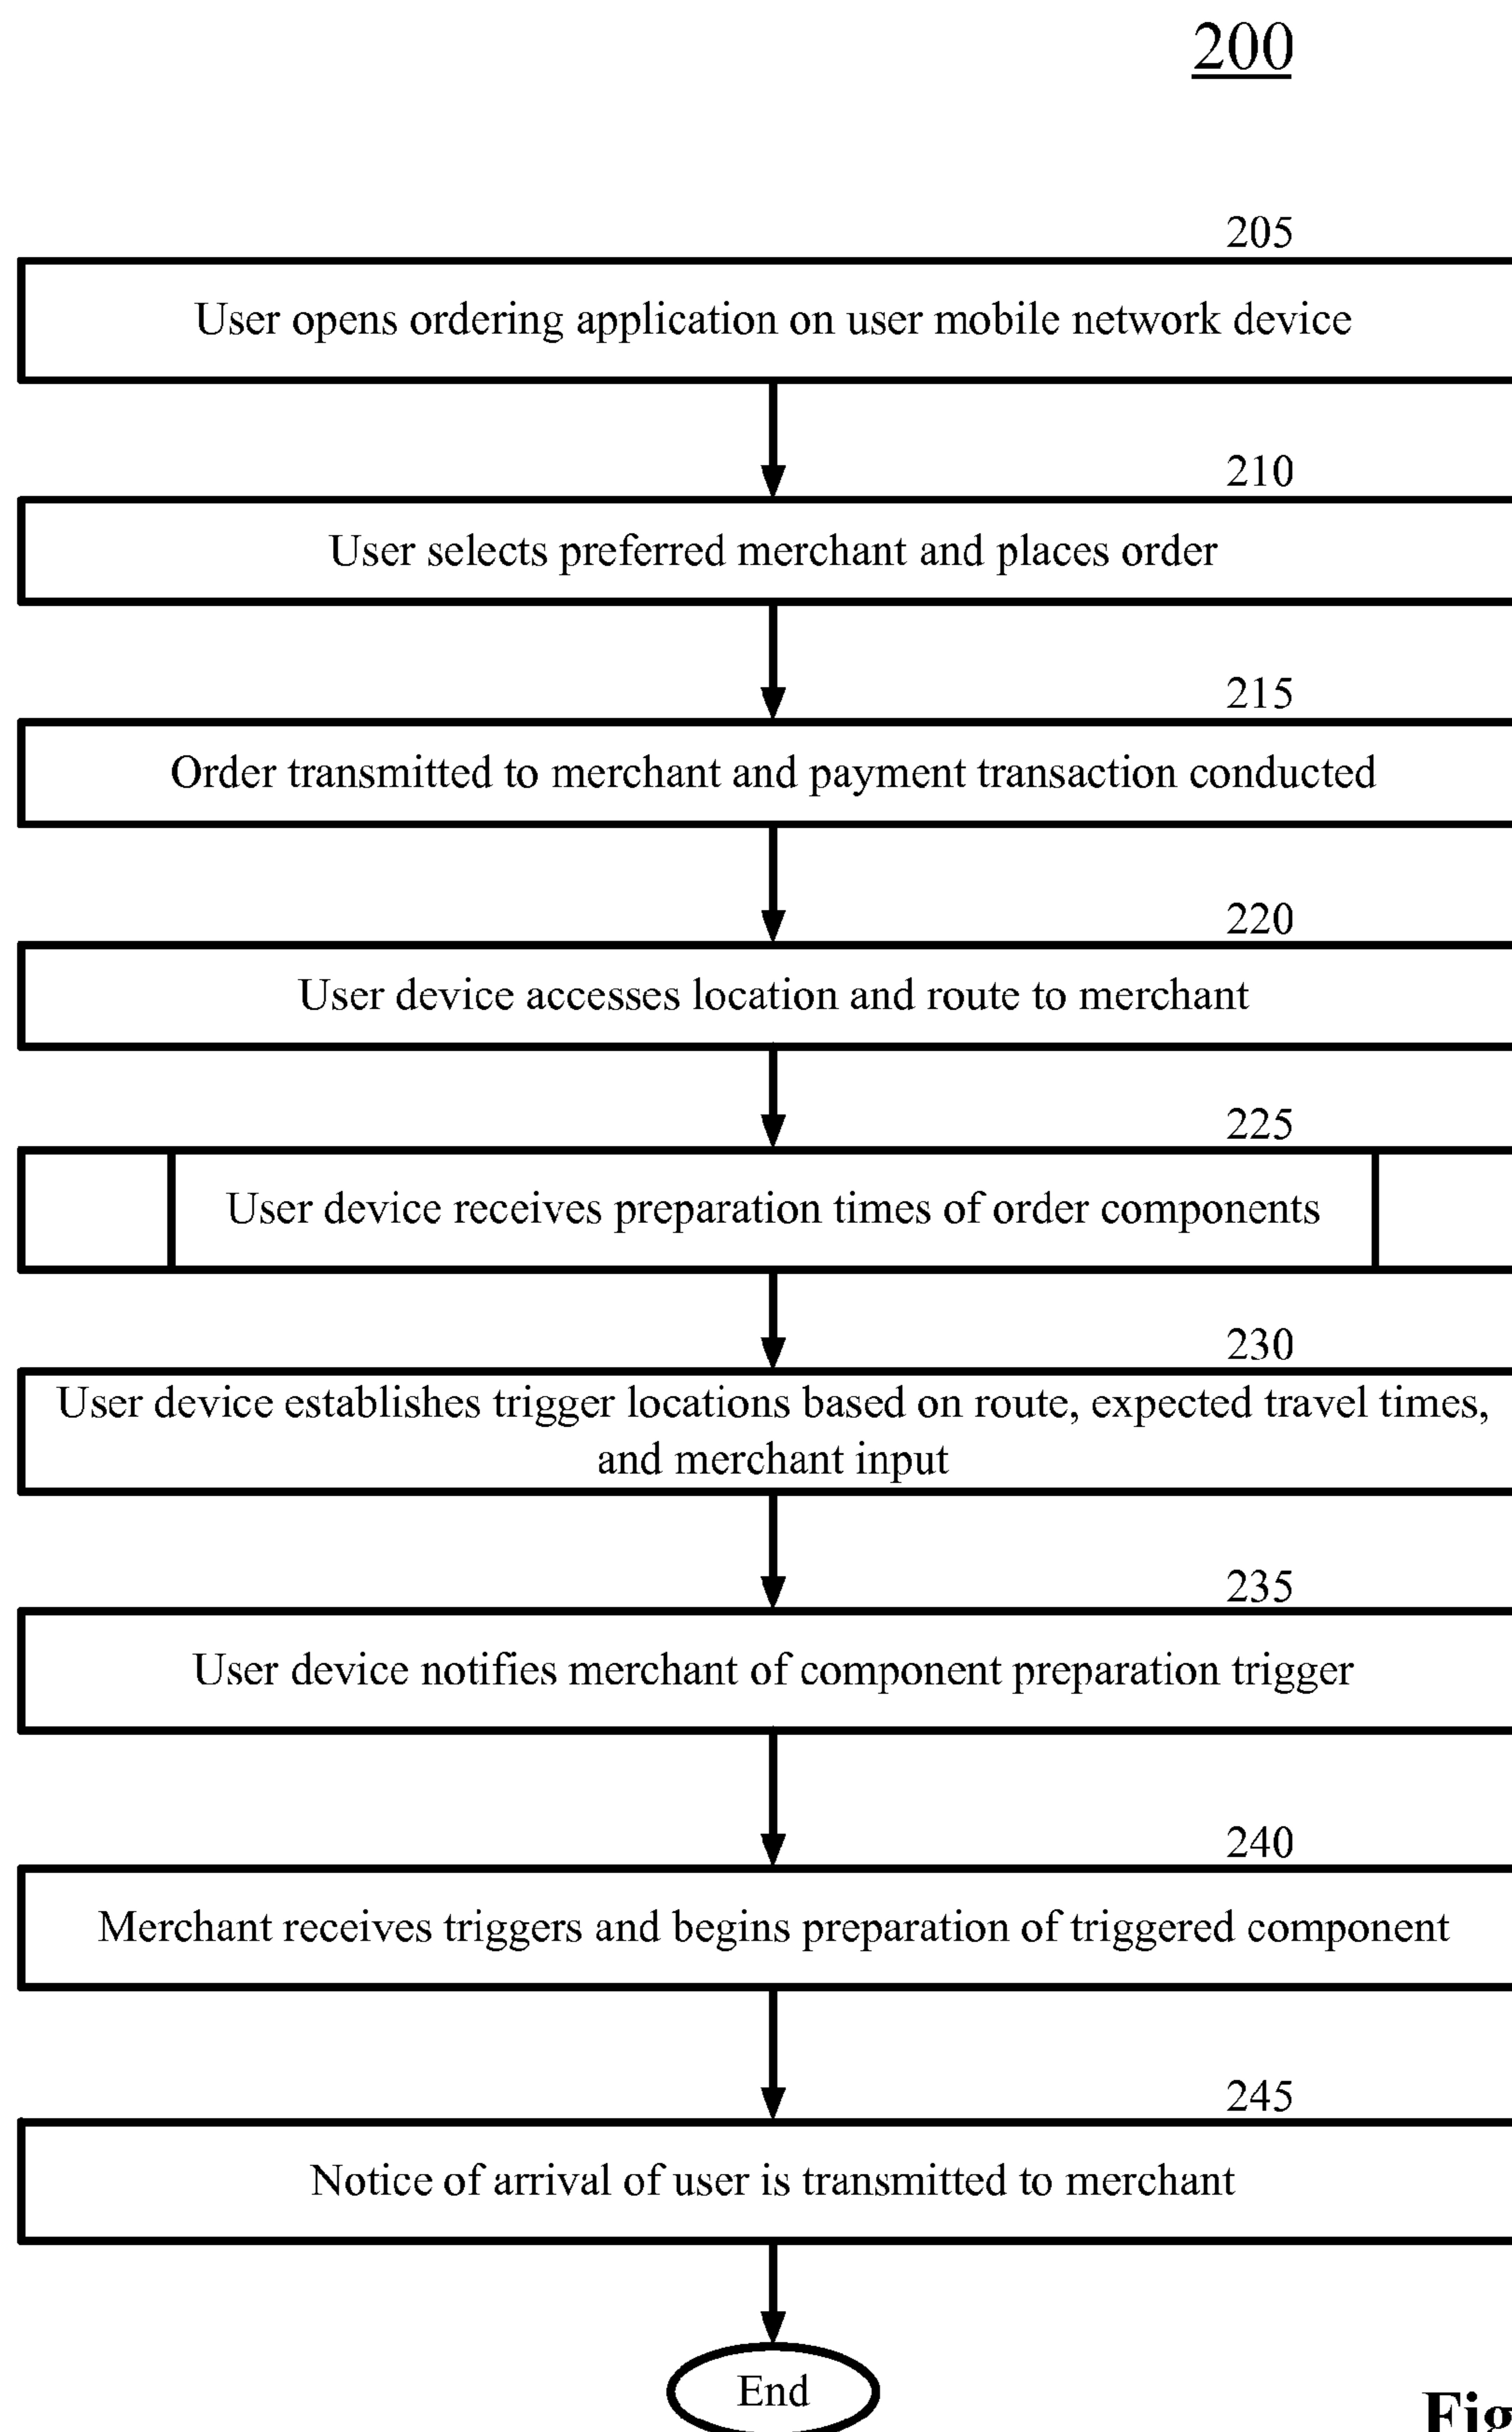 200
205
User opens ordering application on user mobile network device
210
User selects preferred merchant and places order
215
Order transmitted to merchant and payment transaction conducted
220
User device accesses location and route to merchant
225
User device receives preparation times of order components
230
User device establishes trigger locations based on route, expected travel times,
and merchant input
235
User device notifies merchant of component preparation trigger
240
Merchant receives triggers and begins preparation of triggered component
245
Notice of arrival of user is transmitted to merchant
End
Fig